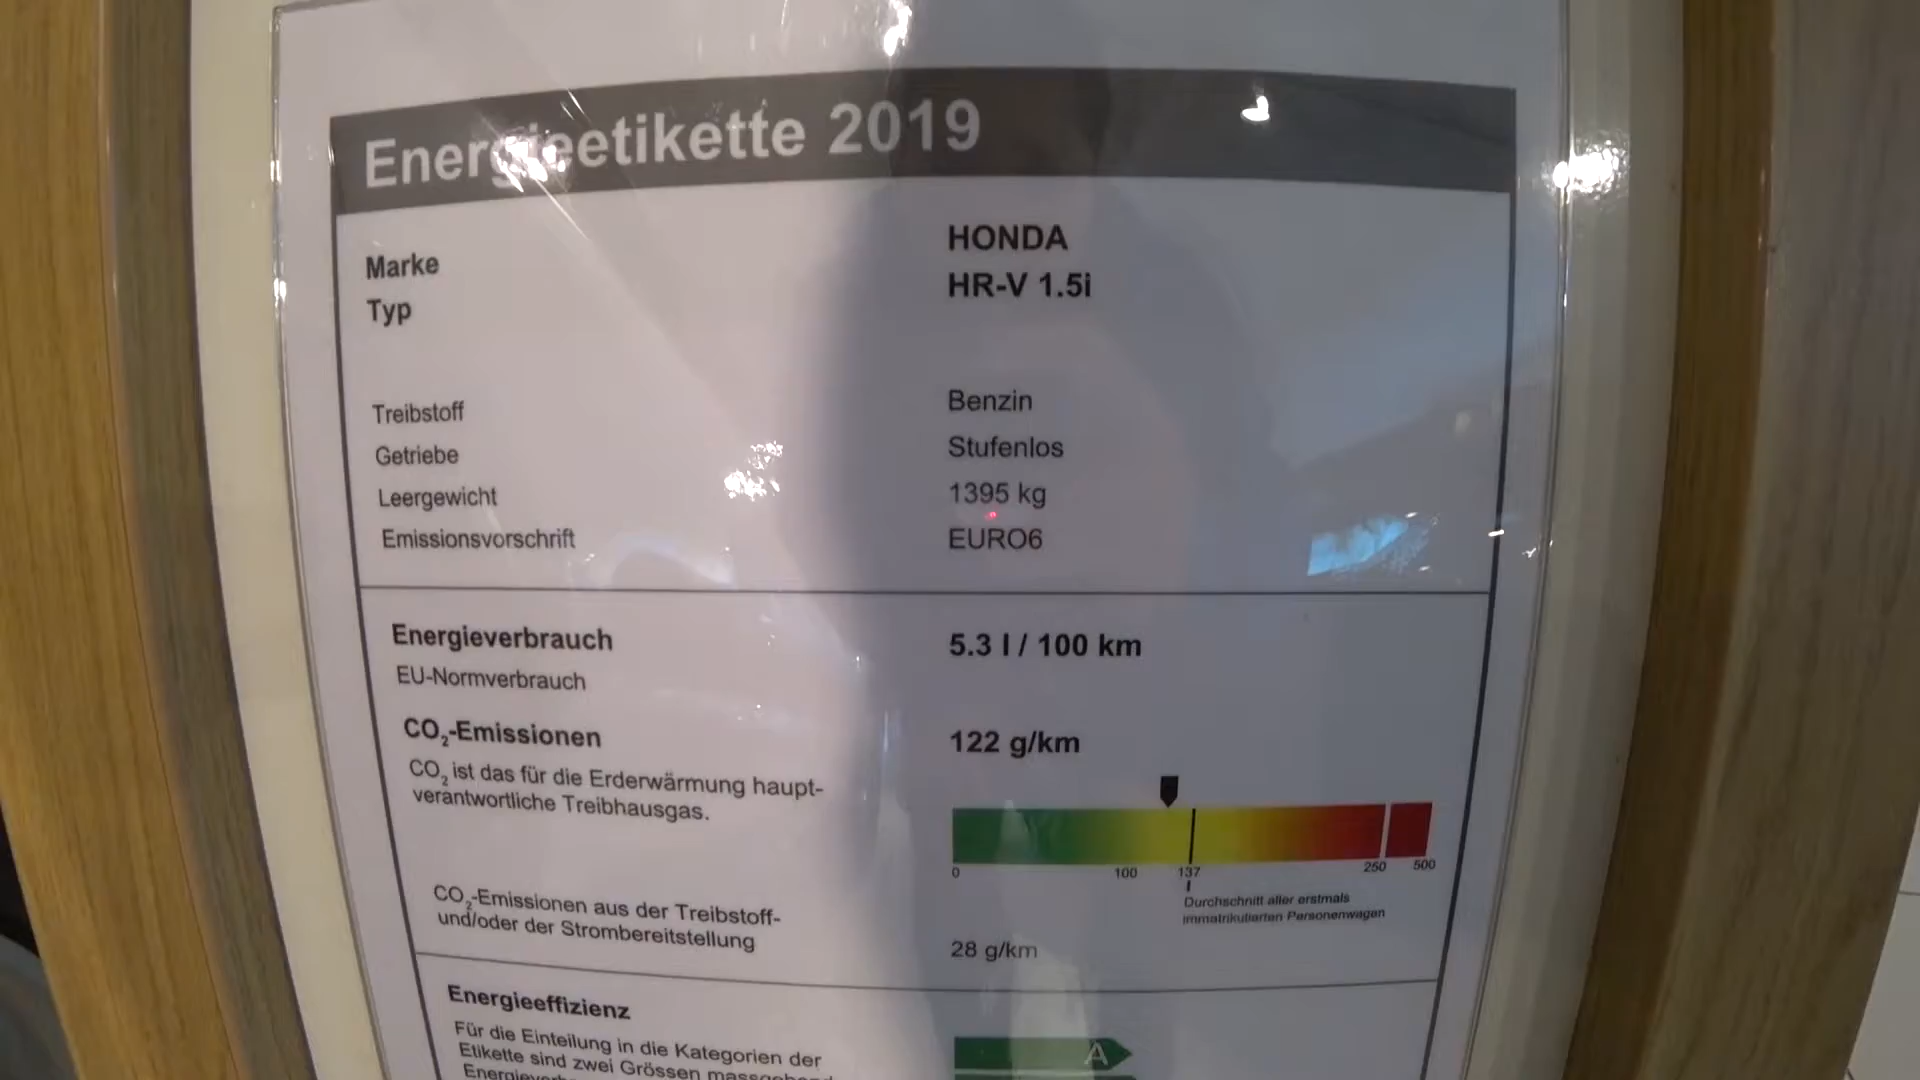 Energieetikette 2019
Marke HONDA
Typ HR-V 1.5i
Treibstoff Benzin
Getriebe Stufenlos
Leergewicht 1395 kg
Emissionsvorschrift EURO6
Energieverbrauch 5.3 l / 100 km
EU-Normverbrauch
CO₂-Emissionen 122 g/km
CO₂ ist das für die Erderwärmung haupt-
verantwortliche Treibhausgas.
0 100 137 250 500
Durchschnitt aller erstmals
immatrikulierten Personenwagen
CO₂-Emissionen aus der Treibstoff-
und/oder der Strombereitstellung
28 g/km
Energieeffizienz
Für die Einteilung in die Kategorien der
Etikette sind zwei Grössen
A